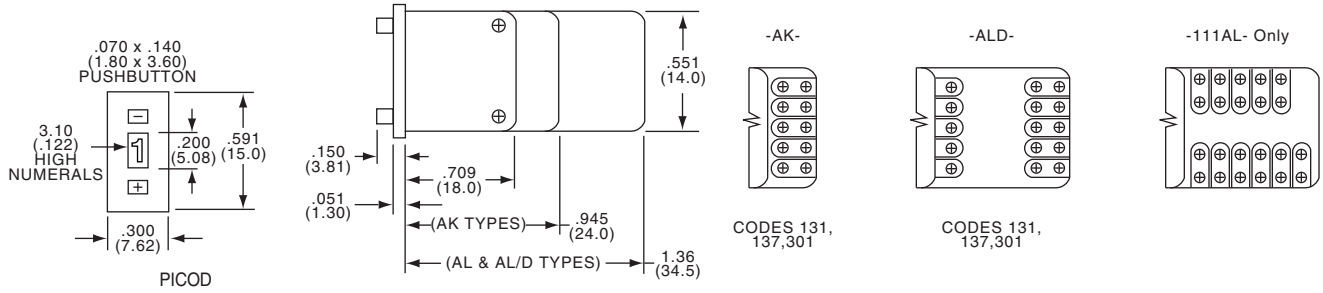 .070 x .140
(1.80 x 3.60)
PUSHBUTTON
3.10
(.122)
HIGH
NUMERALS
−
1
+
.200
(5.08)
.591
(15.0)
.300
(7.62)
PICOD
.150
(3.81)
.051
(1.30)
.709
(18.0)
(AK TYPES)
.945
(24.0)
(AL & AL/D TYPES)
1.36
(34.5)
.551
(14.0)
-AK-
CODES 131,
137,301
-ALD-
CODES 131,
137,301
-111AL- Only